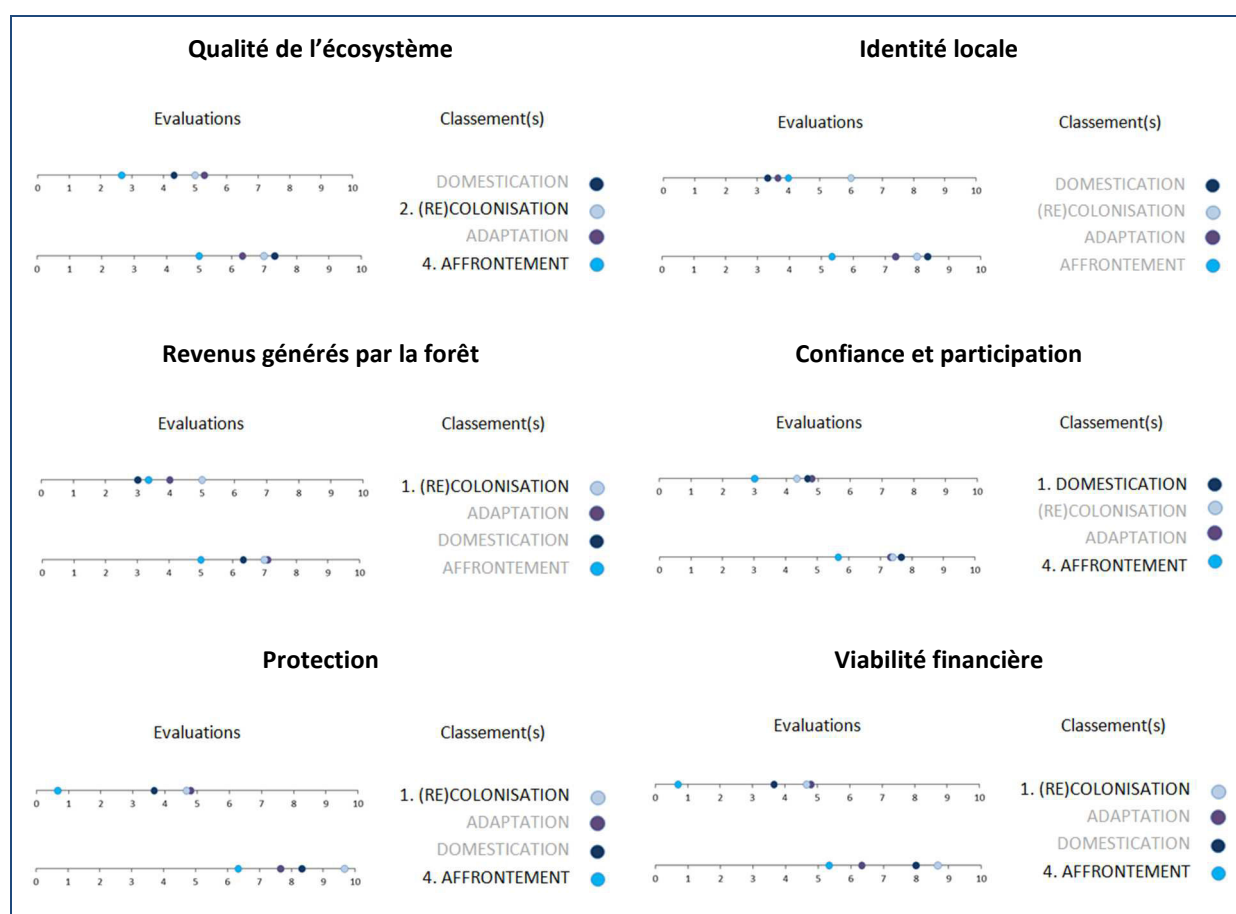 Qualité de l’écosystème
Evaluations Classement(s)
0 1 2 3 4 5 6 7 8 9 10
DOMESTICATION
2. (RE)COLONISATION
ADAPTATION
0 1 2 3 4 5 6 7 8 9 10
4. AFFRONTEMENT
Identité locale
Evaluations Classement(s)
0 1 2 3 4 5 6 7 8 9 10
DOMESTICATION
(RE)COLONISATION
ADAPTATION
0 1 2 3 4 5 6 7 8 9 10
AFFRONTEMENT
Revenus générés par la forêt
Evaluations Classement(s)
0 1 2 3 4 5 6 7 8 9 10
1. (RE)COLONISATION
ADAPTATION
DOMESTICATION
0 1 2 3 4 5 6 7 8 9 10
AFFRONTEMENT
Confiance et participation
Evaluations Classement(s)
0 1 2 3 4 5 6 7 8 9 10
1. DOMESTICATION
(RE)COLONISATION
ADAPTATION
0 1 2 3 4 5 6 7 8 9 10
4. AFFRONTEMENT
Protection
Evaluations Classement(s)
0 1 2 3 4 5 6 7 8 9 10
1. (RE)COLONISATION
ADAPTATION
DOMESTICATION
0 1 2 3 4 5 6 7 8 9 10
4. AFFRONTEMENT
Viabilité financière
Evaluations Classement(s)
0 1 2 3 4 5 6 7 8 9 10
1. (RE)COLONISATION
ADAPTATION
DOMESTICATION
0 1 2 3 4 5 6 7 8 9 10
4. AFFRONTEMENT